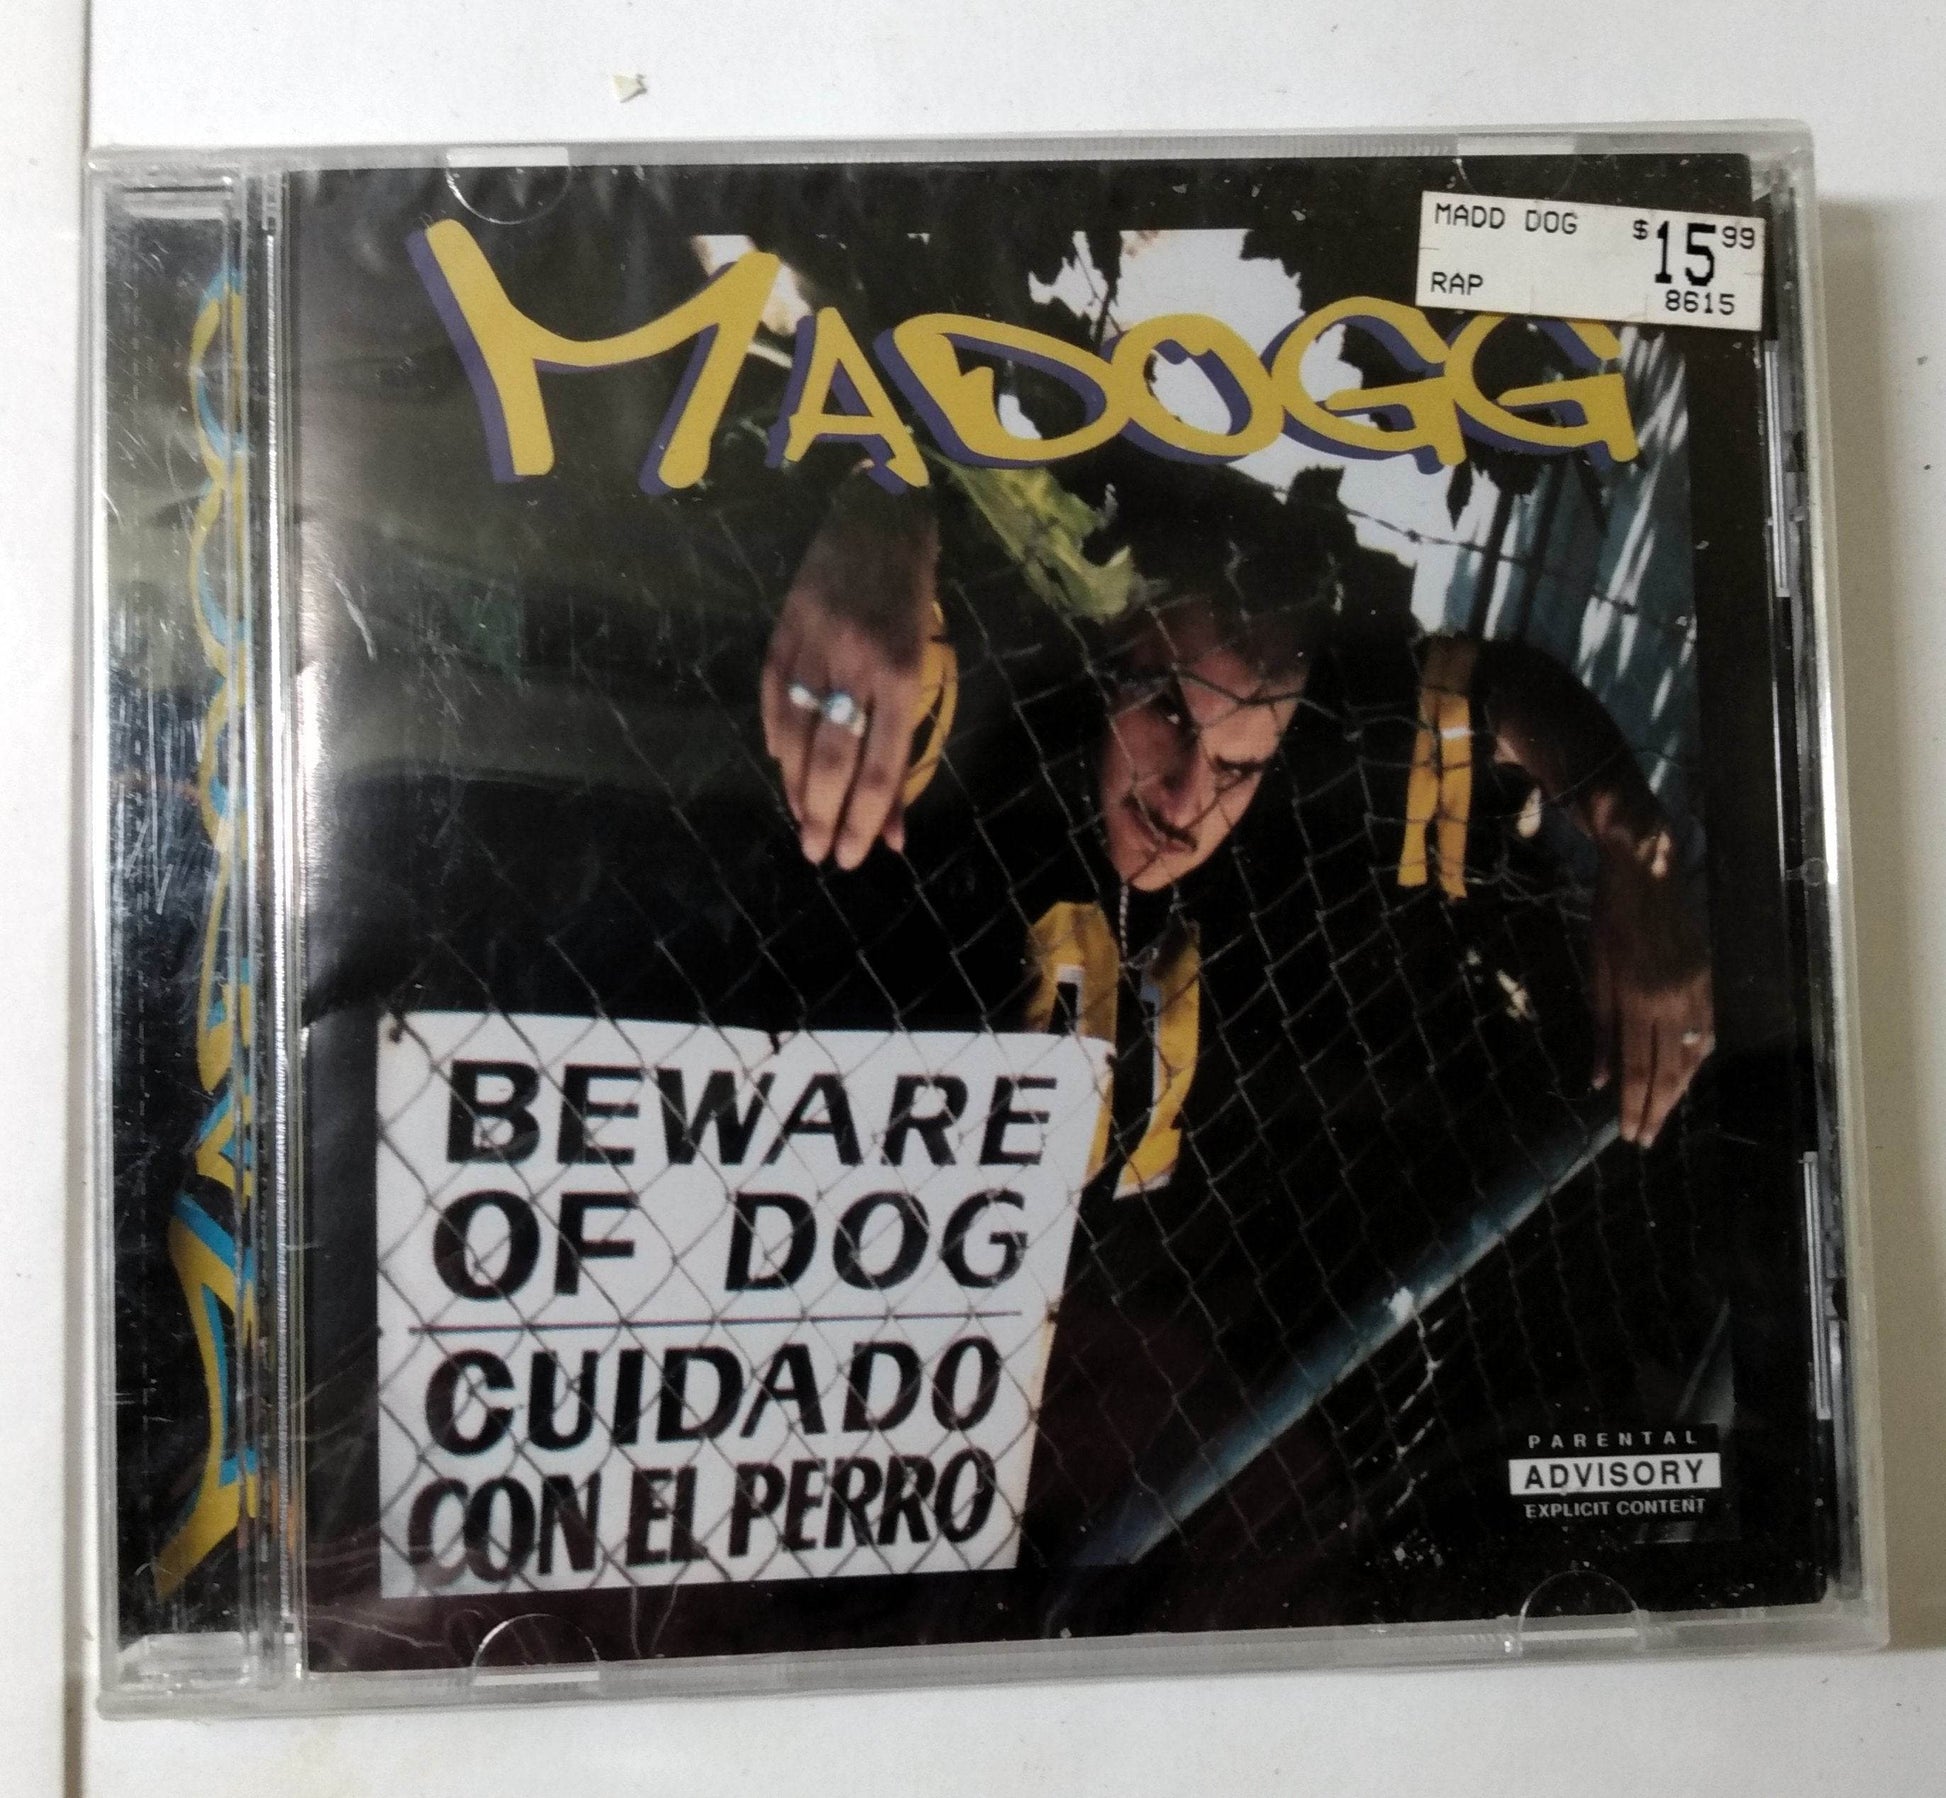 MADD DOG $15 99
RAP 8615
MADOGG
BEWARE
OF DOG
CUIDADO
CON EL PERRO
PARENTAL
ADVISORY
EXPLICIT CONTENT